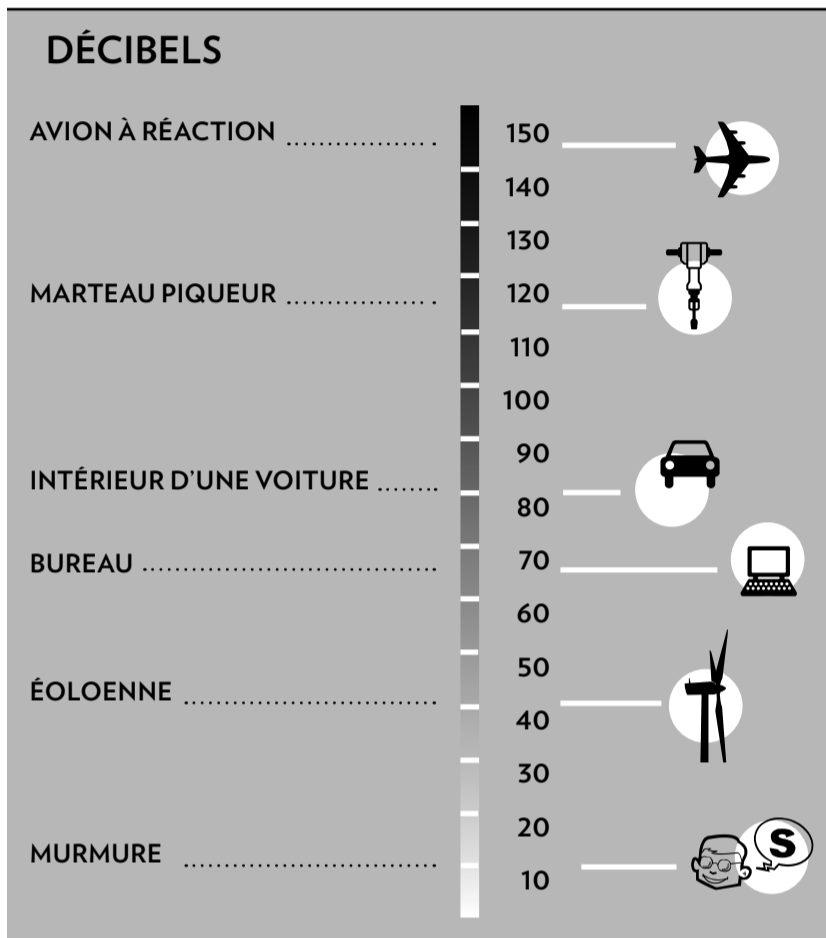 DÉCIBELS
AVION À RÉACTION ................ .
150
140
130
MARTEAU PIQUEUR ................ .
120
110
100
90
INTÉRIEUR D'UNE VOITURE .......
80
BUREAU ..........................................
70
60
50
ÉOLOENNE ....................................
40
30
20
MURMURE ....................................
10
S